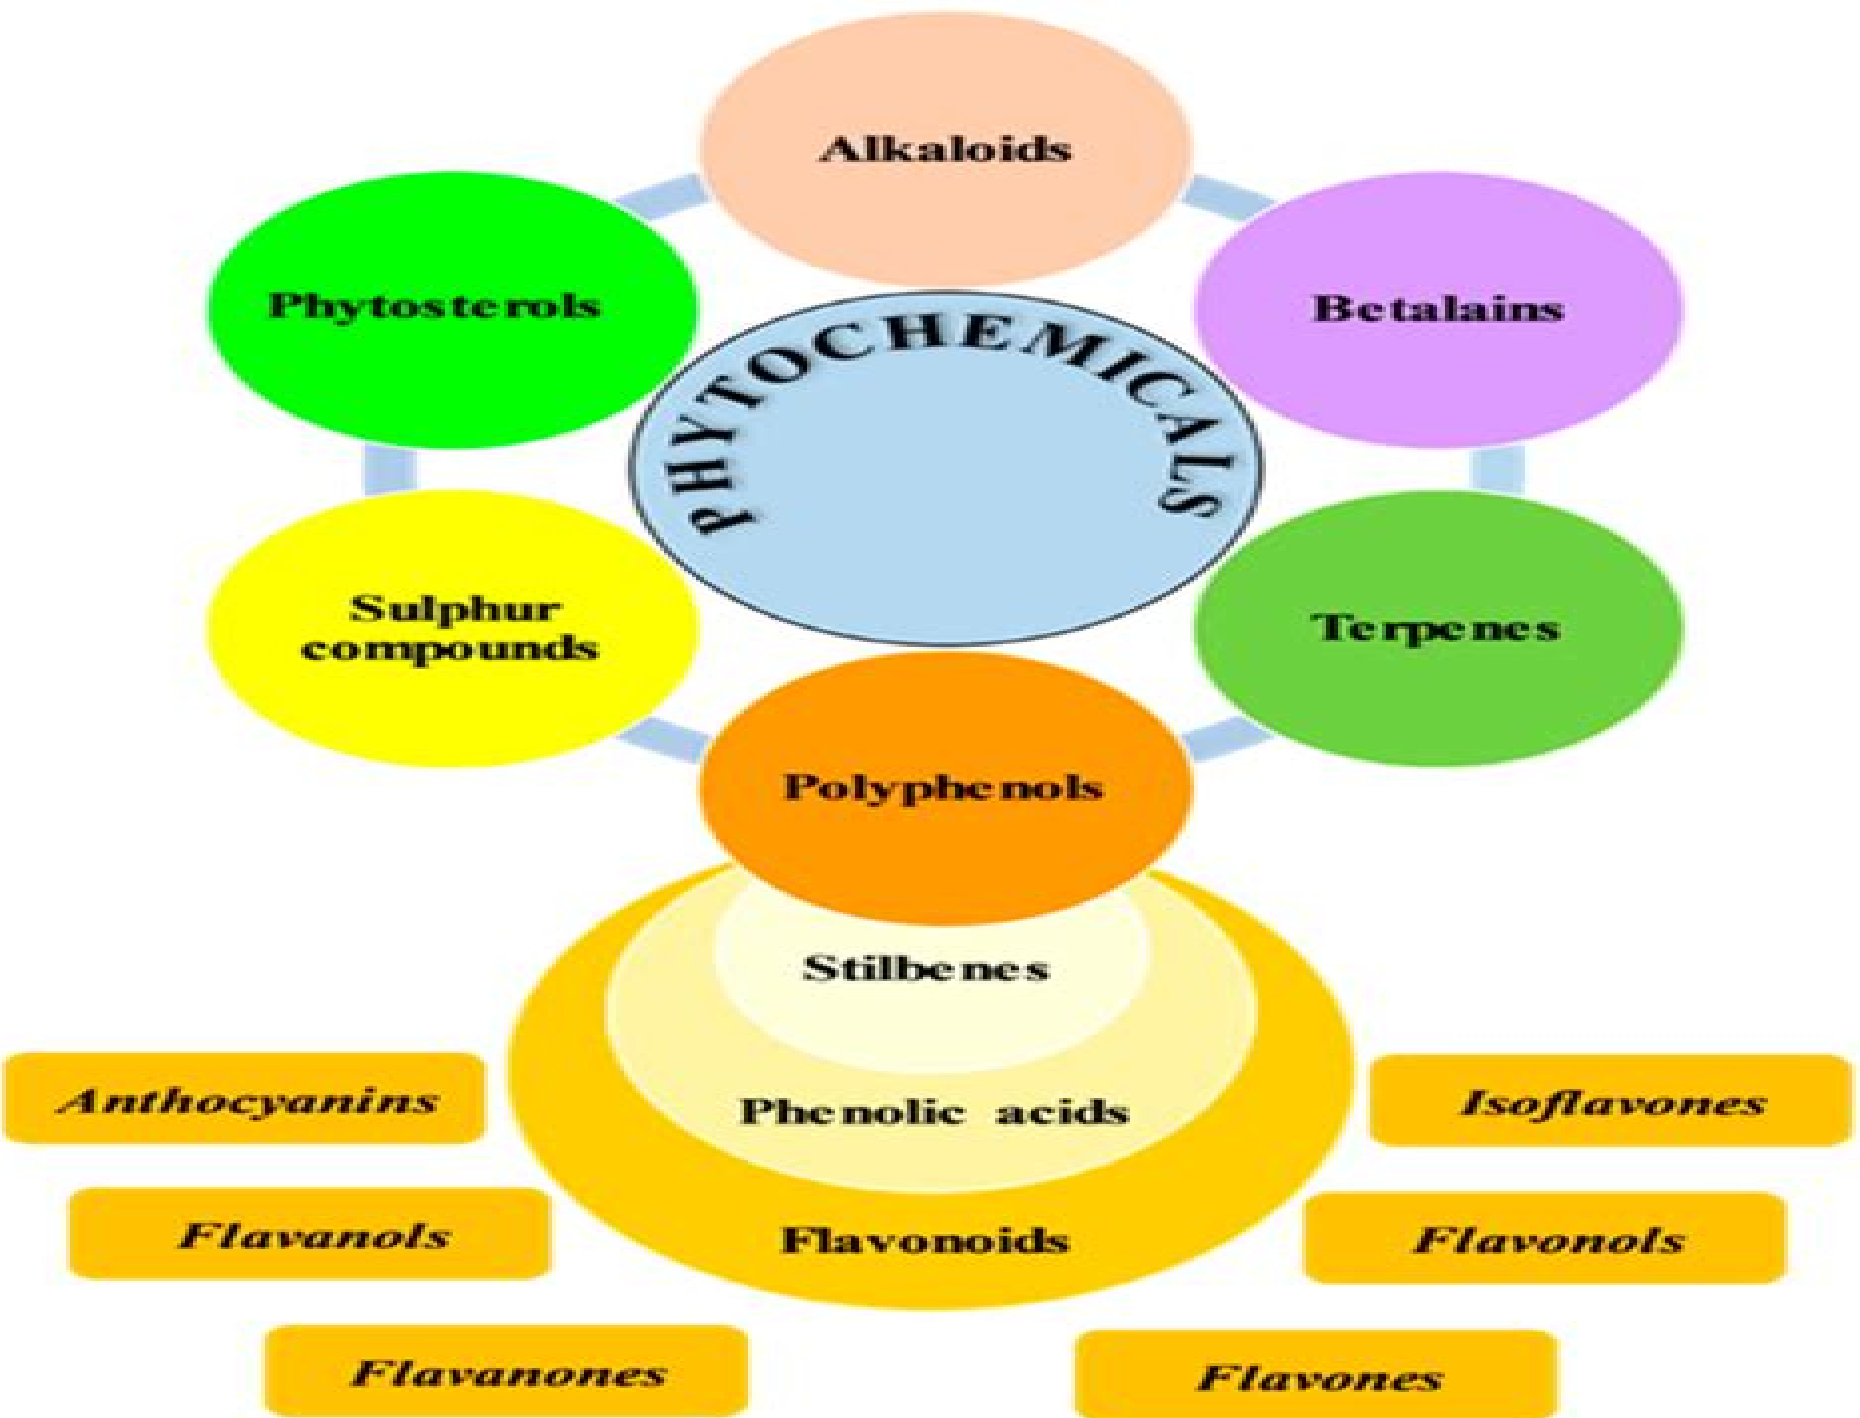 Alkaloids
Phytosterols
Betalains
PHYTOCHEMICALS
Sulphur
compounds
Terpenes
Polyphenols
Stilbenes
Anthocyanins
Phenolic acids
Isoflavones
Flavanols
Flavonoids
Flavonols
Flavanones
Flavones